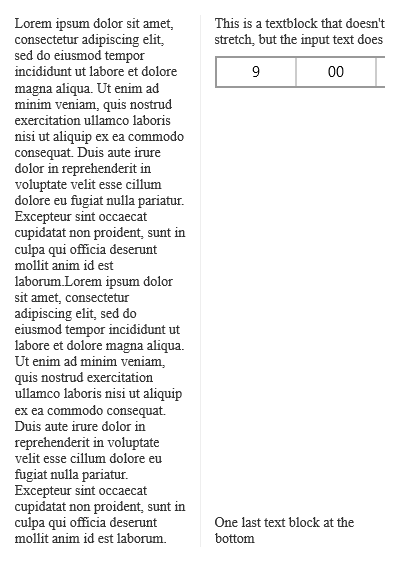 Lorem ipsum dolor sit amet,
consectetur adipiscing elit,
sed do eiusmod tempor
incididunt ut labore et dolore
magna aliqua. Ut enim ad
minim veniam, quis nostrud
exercitation ullamco laboris
nisi ut aliquip ex ea commodo
consequat. Duis aute irure
dolor in reprehenderit in
voluptate velit esse cillum
dolore eu fugiat nulla pariatur.
Excepteur sint occaecat
cupidatat non proident, sunt in
culpa qui officia deserunt
mollit anim id est
laborum.Lorem ipsum dolor
sit amet, consectetur
adipiscing elit, sed do
eiusmod tempor incididunt ut
labore et dolore magna aliqua.
Ut enim ad minim veniam,
quis nostrud exercitation
ullamco laboris nisi ut aliquip
ex ea commodo consequat.
Duis aute irure dolor in
reprehenderit in voluptate
velit esse cillum dolore eu
fugiat nulla pariatur.
Excepteur sint occaecat
cupidatat non proident, sunt in
culpa qui officia deserunt
mollit anim id est laborum.
This is a textblock that doesn't
stretch, but the input text does
9 00
One last text block at the
bottom